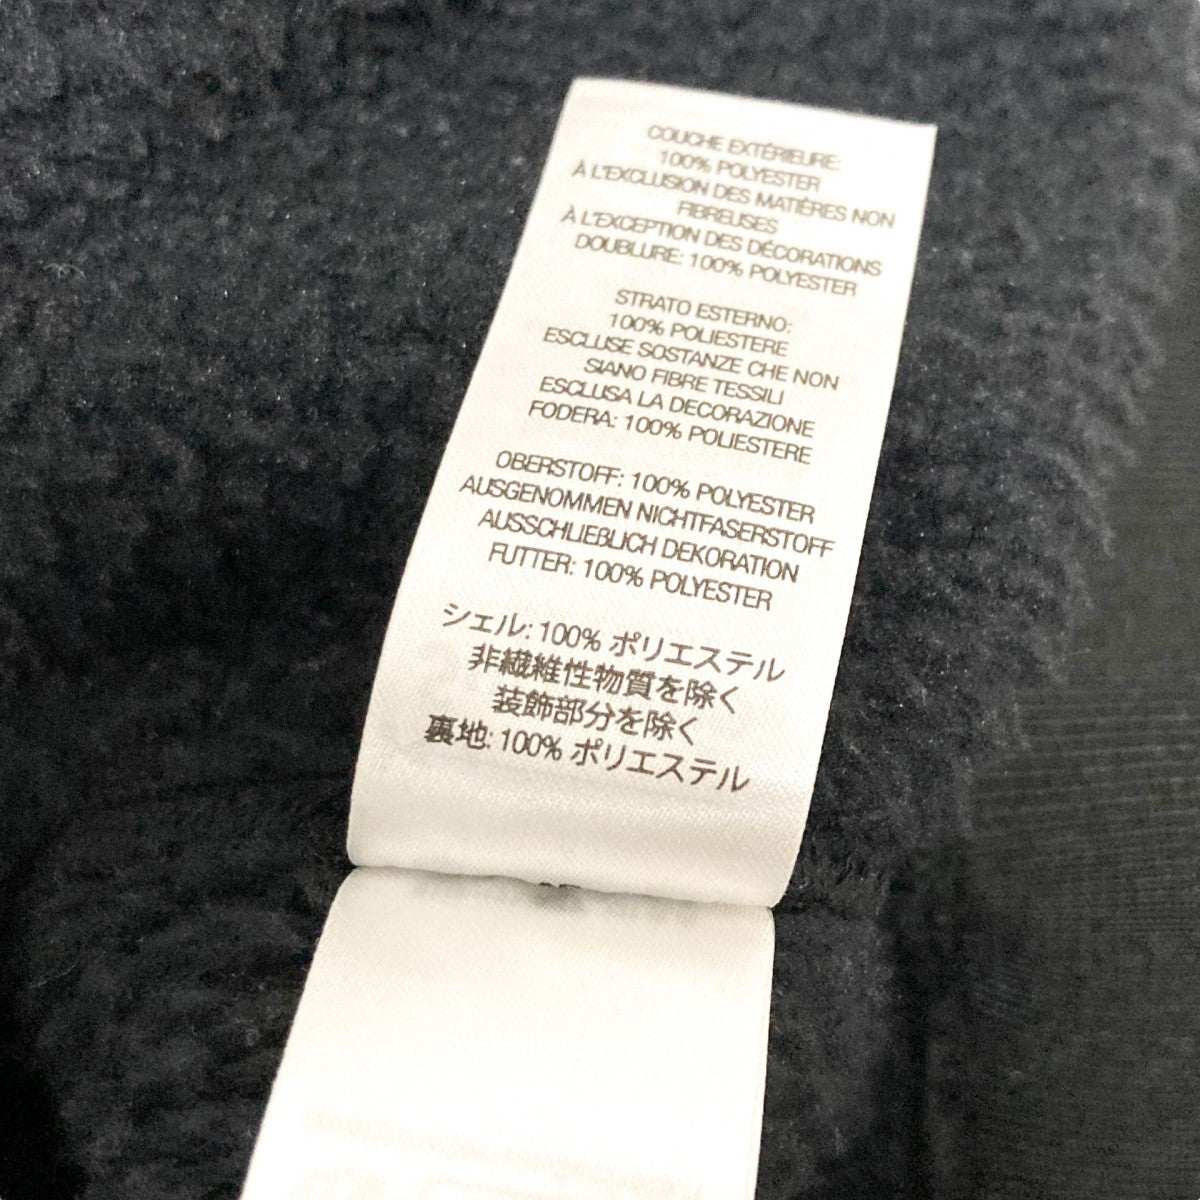 COUCHE EXTÉRIEURE:
100% POLYESTER
À L'EXCLUSION DES MATIÈRES NON
FIBREUSES
À L'EXCEPTION DES DÉCORATIONS
DOUBLURE: 100% POLYESTER
STRATO ESTERNO:
100% POLIESTERE
ESCLUSE SOSTANZE CHE NON
SIANO FIBRE TESSILI
ESCLUSA LA DECORAZIONE
FODERA: 100% POLIESTERE
OBERSTOFF: 100% POLYESTER
AUSGENOMMEN NICHTFASERSTOFF
AUSSCHLIEßLICH DEKORATION
FUTTER: 100% POLYESTER
シェル: 100% ポリエステル
非繊維性物質を除く
装飾部分を除く
裏地: 100% ポリエステル